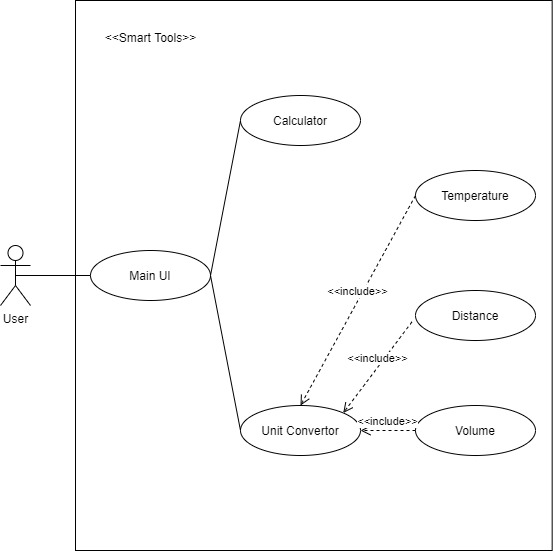 <<Smart Tools>>
Calculator
Temperature
Main UI
User
<<include>>
Distance
<<include>>
<<include>>
Unit Convertor
Volume